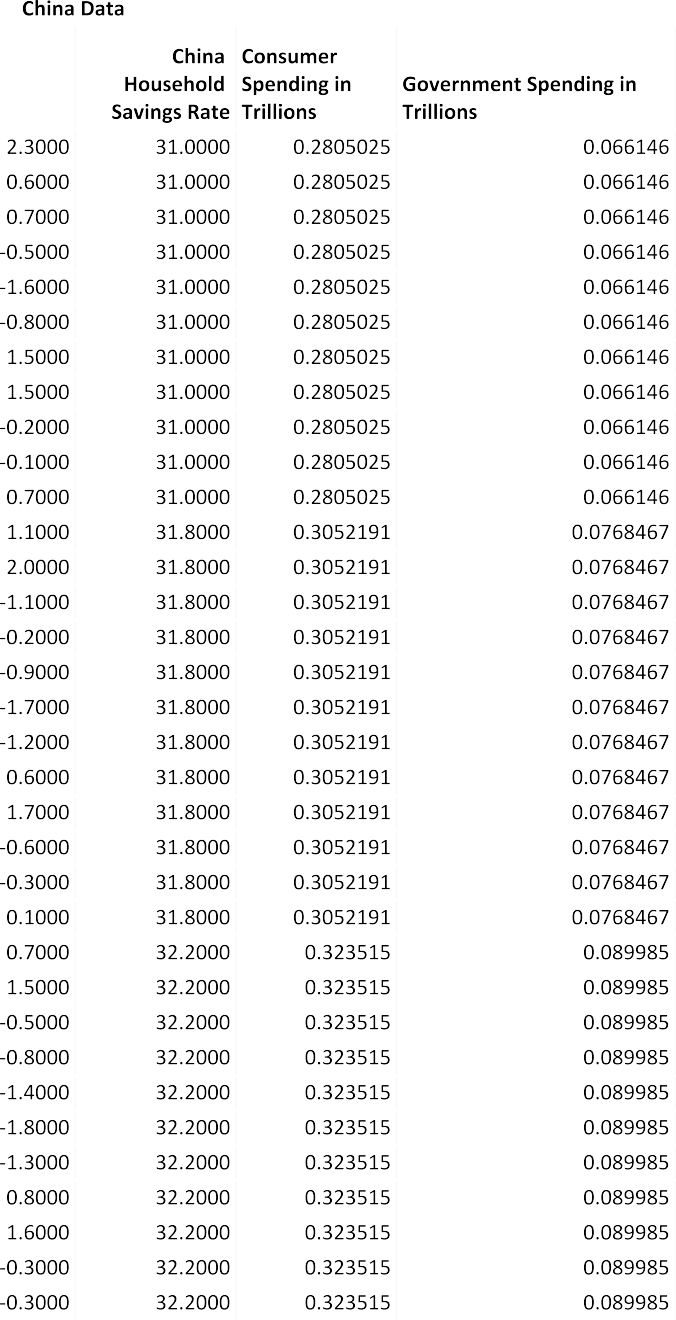 China Data
China Household Savings Rate Consumer Spending in Trillions Government Spending in Trillions
2.3000 31.0000 0.2805025 0.066146
0.6000 31.0000 0.2805025 0.066146
0.7000 31.0000 0.2805025 0.066146
-0.5000 31.0000 0.2805025 0.066146
-1.6000 31.0000 0.2805025 0.066146
-0.8000 31.0000 0.2805025 0.066146
1.5000 31.0000 0.2805025 0.066146
1.5000 31.0000 0.2805025 0.066146
-0.2000 31.0000 0.2805025 0.066146
-0.1000 31.0000 0.2805025 0.066146
0.7000 31.0000 0.2805025 0.066146
1.1000 31.8000 0.3052191 0.0768467
2.0000 31.8000 0.3052191 0.0768467
-1.1000 31.8000 0.3052191 0.0768467
-0.2000 31.8000 0.3052191 0.0768467
-0.9000 31.8000 0.3052191 0.0768467
-1.7000 31.8000 0.3052191 0.0768467
-1.2000 31.8000 0.3052191 0.0768467
0.6000 31.8000 0.3052191 0.0768467
1.7000 31.8000 0.3052191 0.0768467
-0.6000 31.8000 0.3052191 0.0768467
-0.3000 31.8000 0.3052191 0.0768467
0.1000 31.8000 0.3052191 0.0768467
0.7000 32.2000 0.323515 0.089985
1.5000 32.2000 0.323515 0.089985
-0.5000 32.2000 0.323515 0.089985
-0.8000 32.2000 0.323515 0.089985
-1.4000 32.2000 0.323515 0.089985
-1.8000 32.2000 0.323515 0.089985
-1.3000 32.2000 0.323515 0.089985
0.8000 32.2000 0.323515 0.089985
1.6000 32.2000 0.323515 0.089985
-0.3000 32.2000 0.323515 0.089985
-0.3000 32.2000 0.323515 0.089985